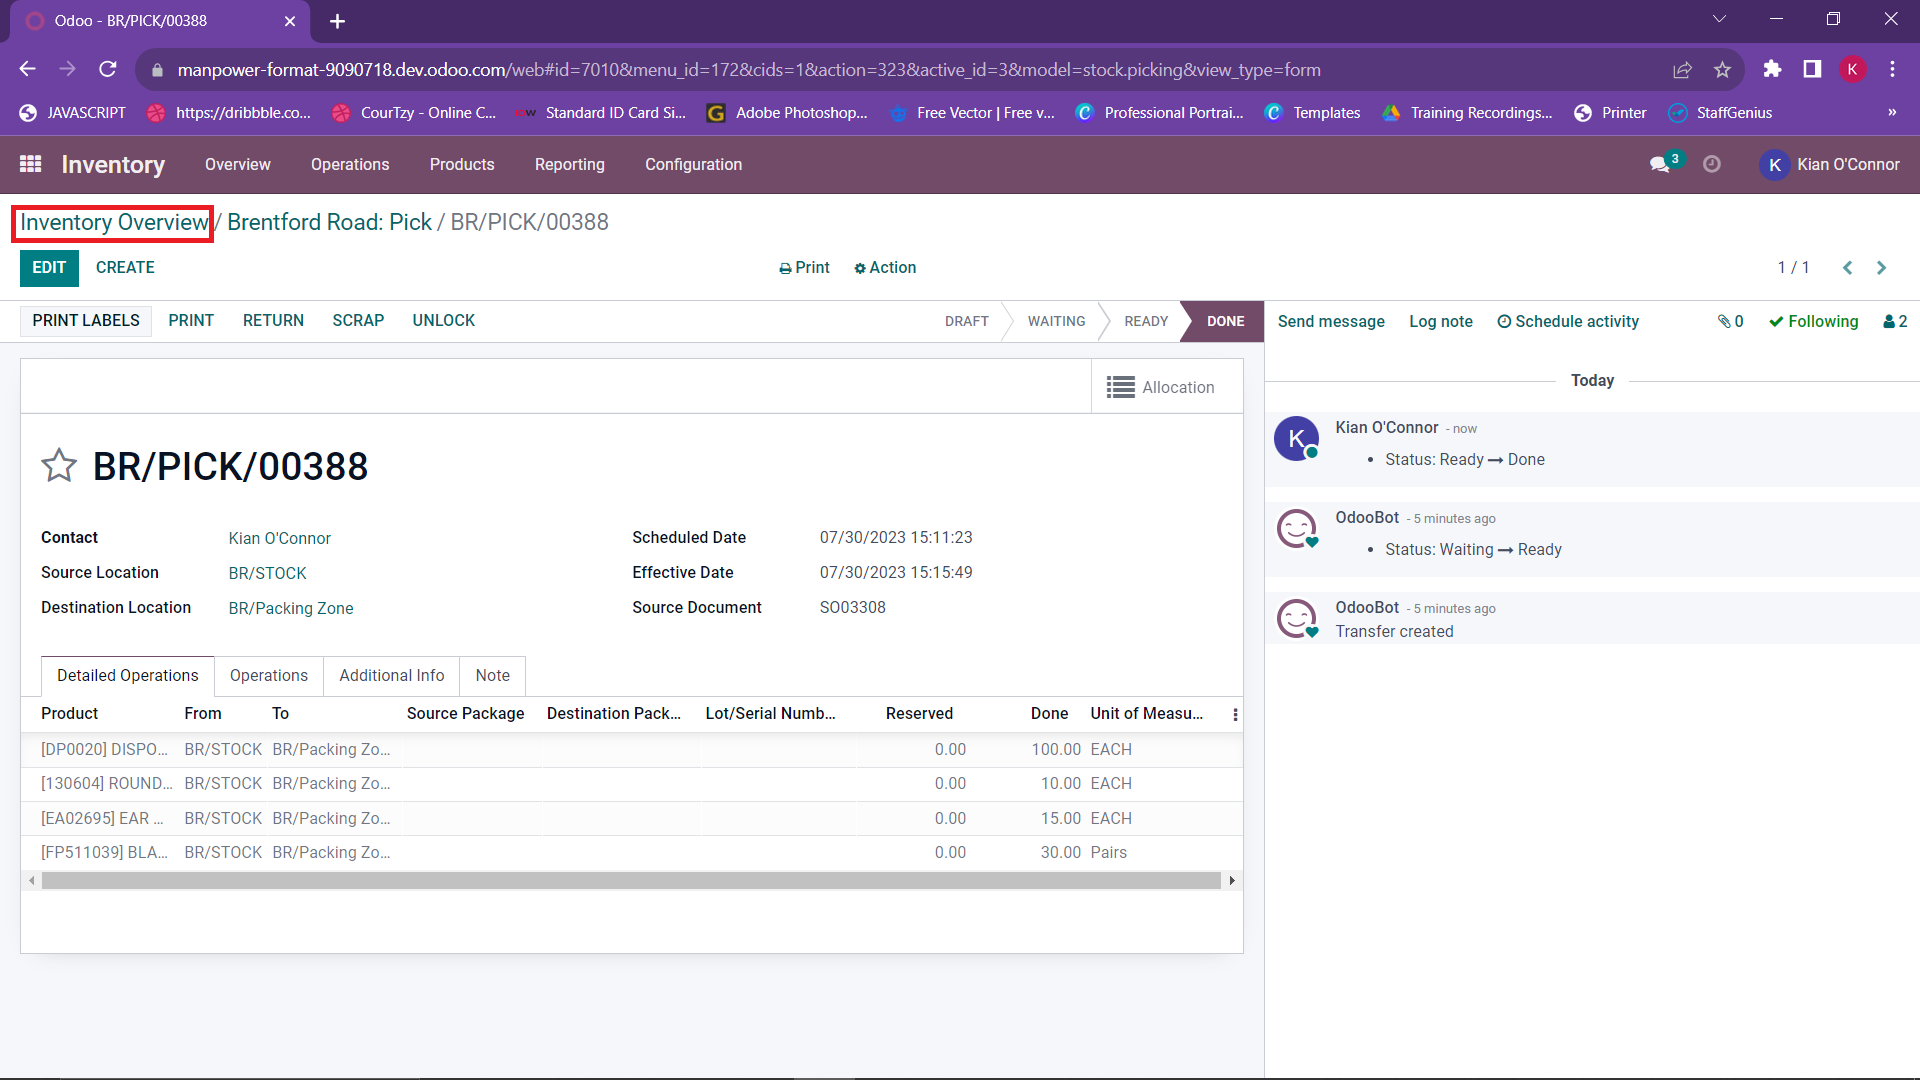 Odoo - BR/PICK/00388
manpower-format-9090718.dev.odoo.com/web#id=7010&menu_id=172&cids=1&action=323&active_id=3&model=stock.picking&view_type=form
K
JAVASCRIPT https://dribbble.co... CourTzy - Online C... Standard ID Card Si... Adobe Photoshop... Free Vector | Free v... Professional Portrai... Templates Training Recordings... Printer StaffGenius »
Inventory Overview Operations Products Reporting Configuration 3 K Kian O'Connor
Inventory Overview / Brentford Road: Pick / BR/PICK/00388
EDIT CREATE Print Action 1 / 1
PRINT LABELS PRINT RETURN SCRAP UNLOCK DRAFT WAITING READY DONE
Send message Log note Schedule activity 0 Following 2
Allocation
BR/PICK/00388
Contact Kian O'Connor Scheduled Date 07/30/2023 15:11:23
Source Location BR/STOCK Effective Date 07/30/2023 15:15:49
Destination Location BR/Packing Zone Source Document SO03308
Detailed Operations Operations Additional Info Note
Product From To Source Package Destination Pack... Lot/Serial Numb... Reserved Done Unit of Measu...
[DP0020] DISPO... BR/STOCK BR/Packing Zo... 0.00 100.00 EACH
[130604] ROUND... BR/STOCK BR/Packing Zo... 0.00 10.00 EACH
[EA02695] EAR ... BR/STOCK BR/Packing Zo... 0.00 15.00 EACH
[FP511039] BLA... BR/STOCK BR/Packing Zo... 0.00 30.00 Pairs
Today
K Kian O'Connor - now
• Status: Ready → Done
OdooBot - 5 minutes ago
• Status: Waiting → Ready
OdooBot - 5 minutes ago
Transfer created